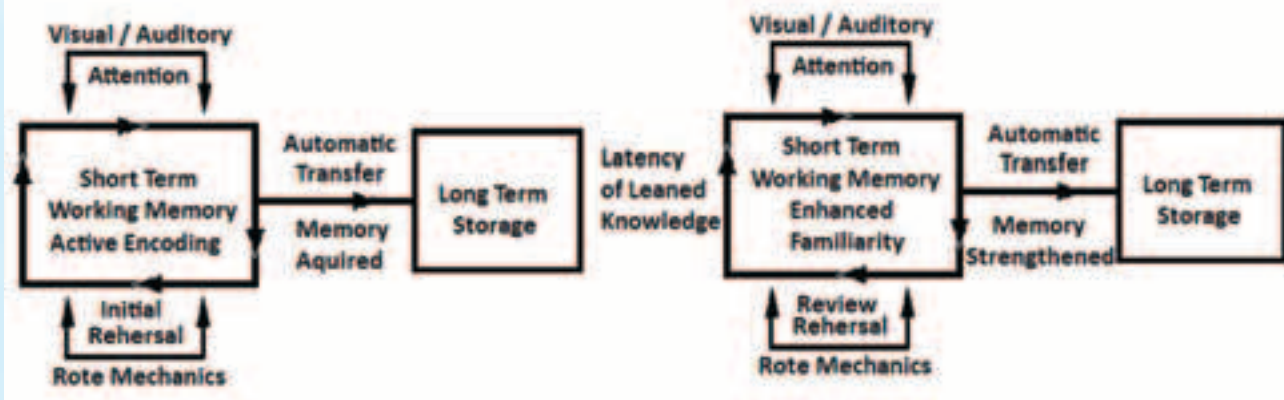 Visual / Auditory
Attention
Short Term
Working Memory
Active Encoding
Initial
Rehersal
Rote Mechanics
Automatic
Transfer
Memory
Aquired
Long Term
Storage
Latency
of Leaned
Knowledge
Visual / Auditory
Attention
Short Term
Working Memory
Enhanced
Familiarity
Review
Rehersal
Rote Mechanics
Automatic
Transfer
Memory
Strengthened
Long Term
Storage